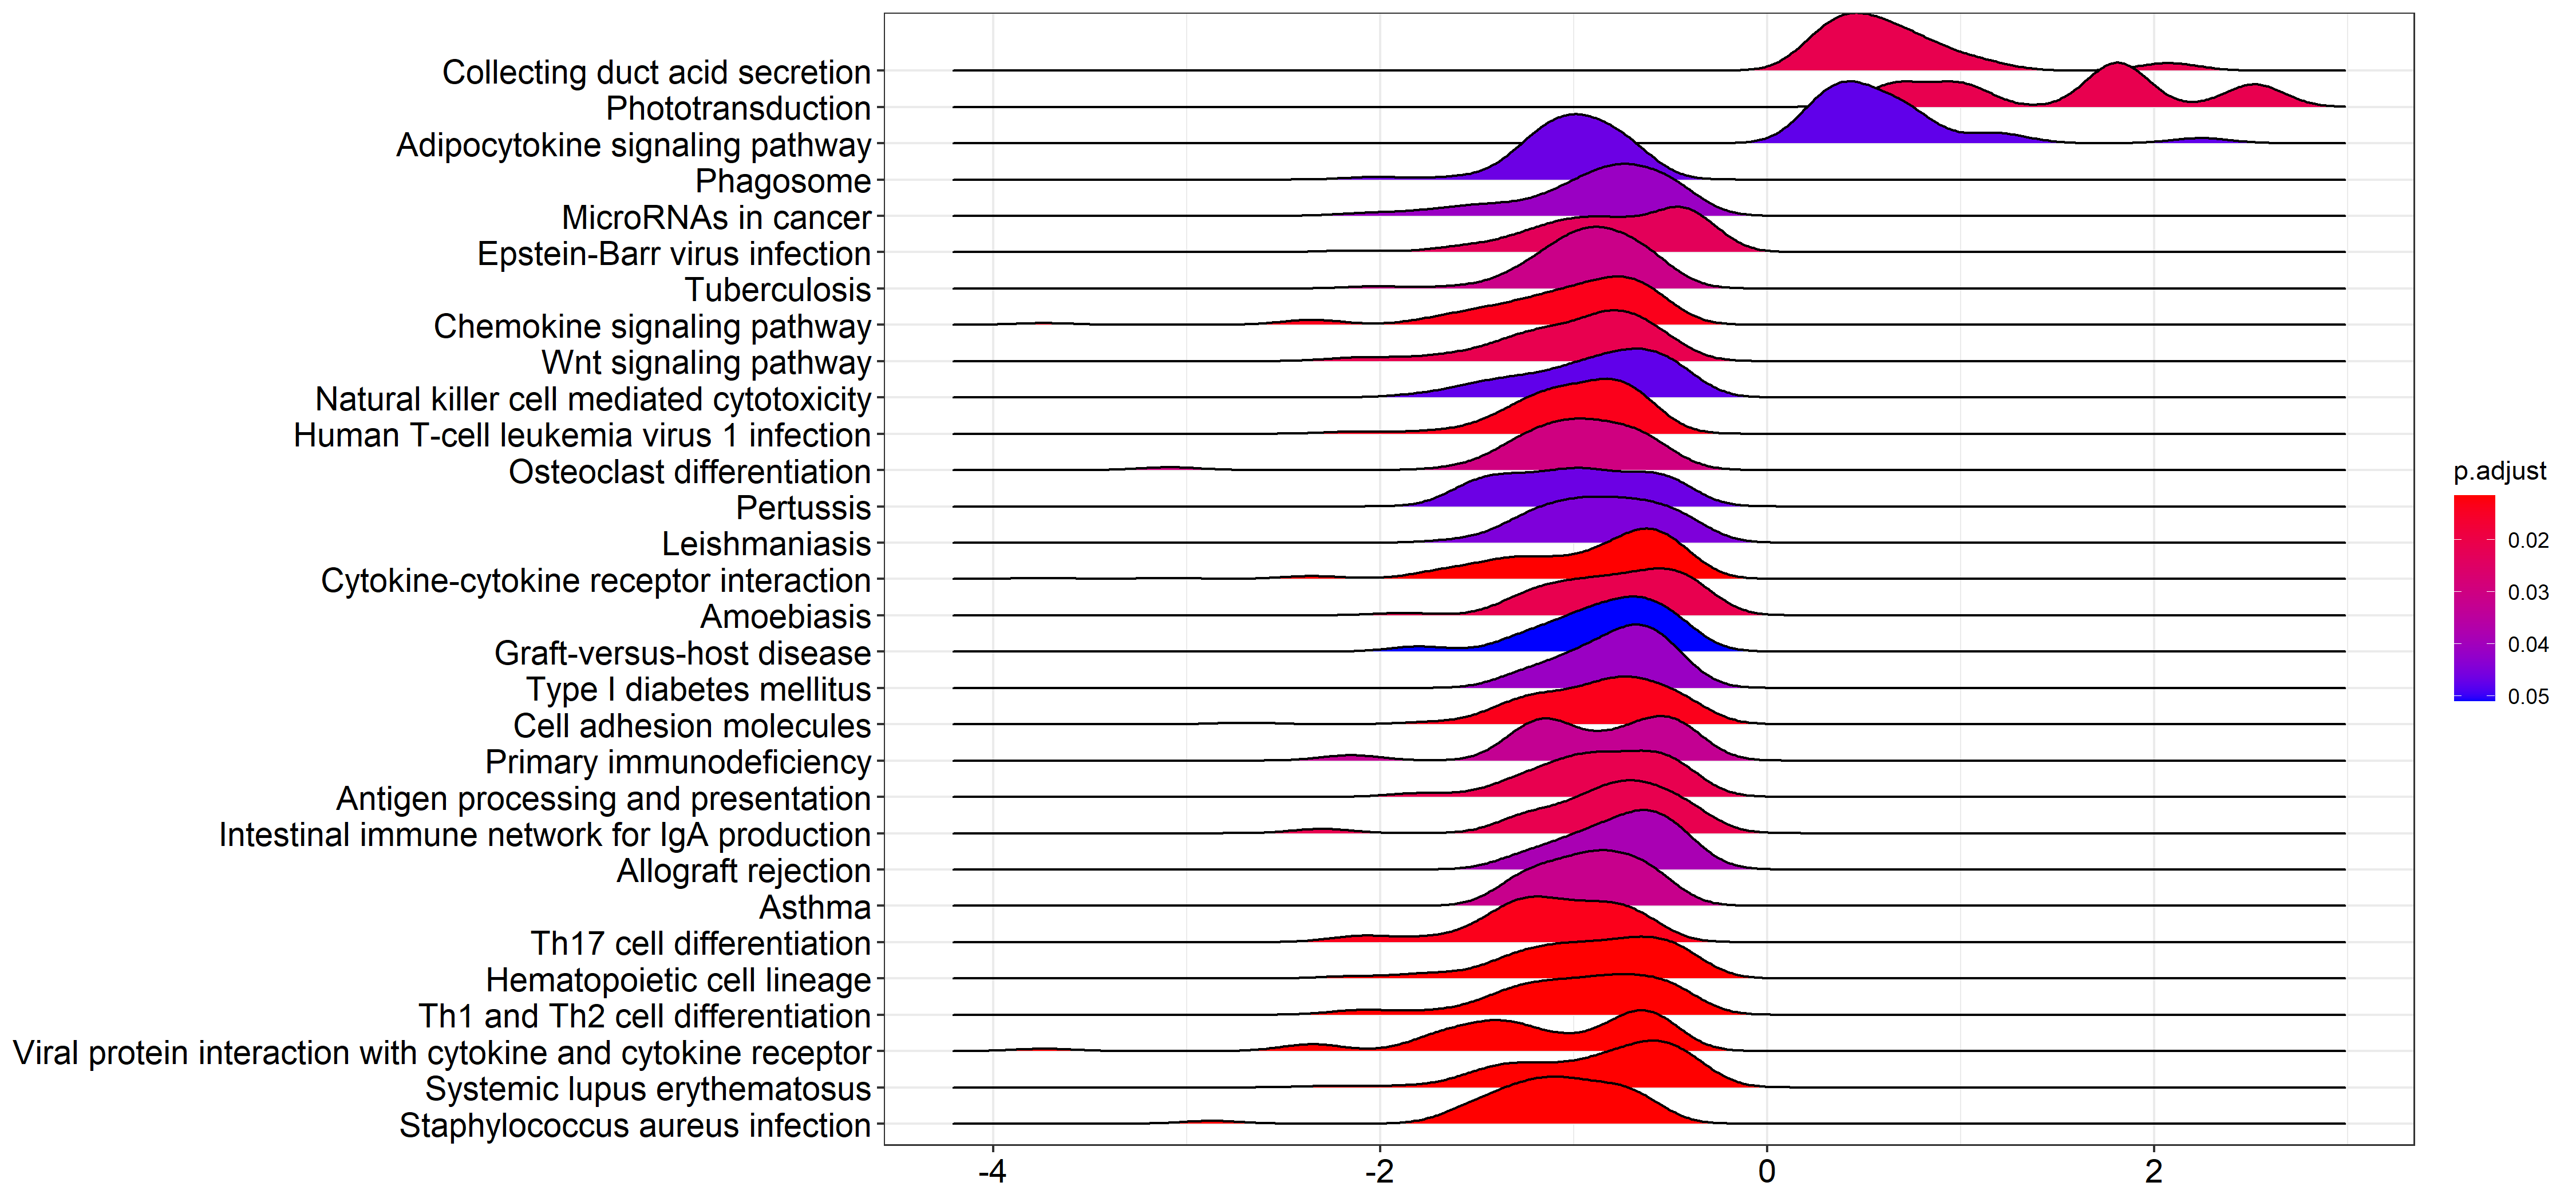 Collecting duct acid secretion
Phototransduction
Adipocytokine signaling pathway
Phagosome
MicroRNAs in cancer
Epstein-Barr virus infection
Tuberculosis
Chemokine signaling pathway
Wnt signaling pathway
Natural killer cell mediated cytotoxicity
Human T-cell leukemia virus 1 infection
Osteoclast differentiation
Pertussis
Leishmaniasis
Cytokine-cytokine receptor interaction
Amoebiasis
Graft-versus-host disease
Type I diabetes mellitus
Cell adhesion molecules
Primary immunodeficiency
Antigen processing and presentation
Intestinal immune network for IgA production
Allograft rejection
Asthma
Th17 cell differentiation
Hematopoietic cell lineage
Th1 and Th2 cell differentiation
Viral protein interaction with cytokine and cytokine receptor
Systemic lupus erythematosus
Staphylococcus aureus infection
-4 -2 0 2
p.adjust
0.02
0.03
0.04
0.05